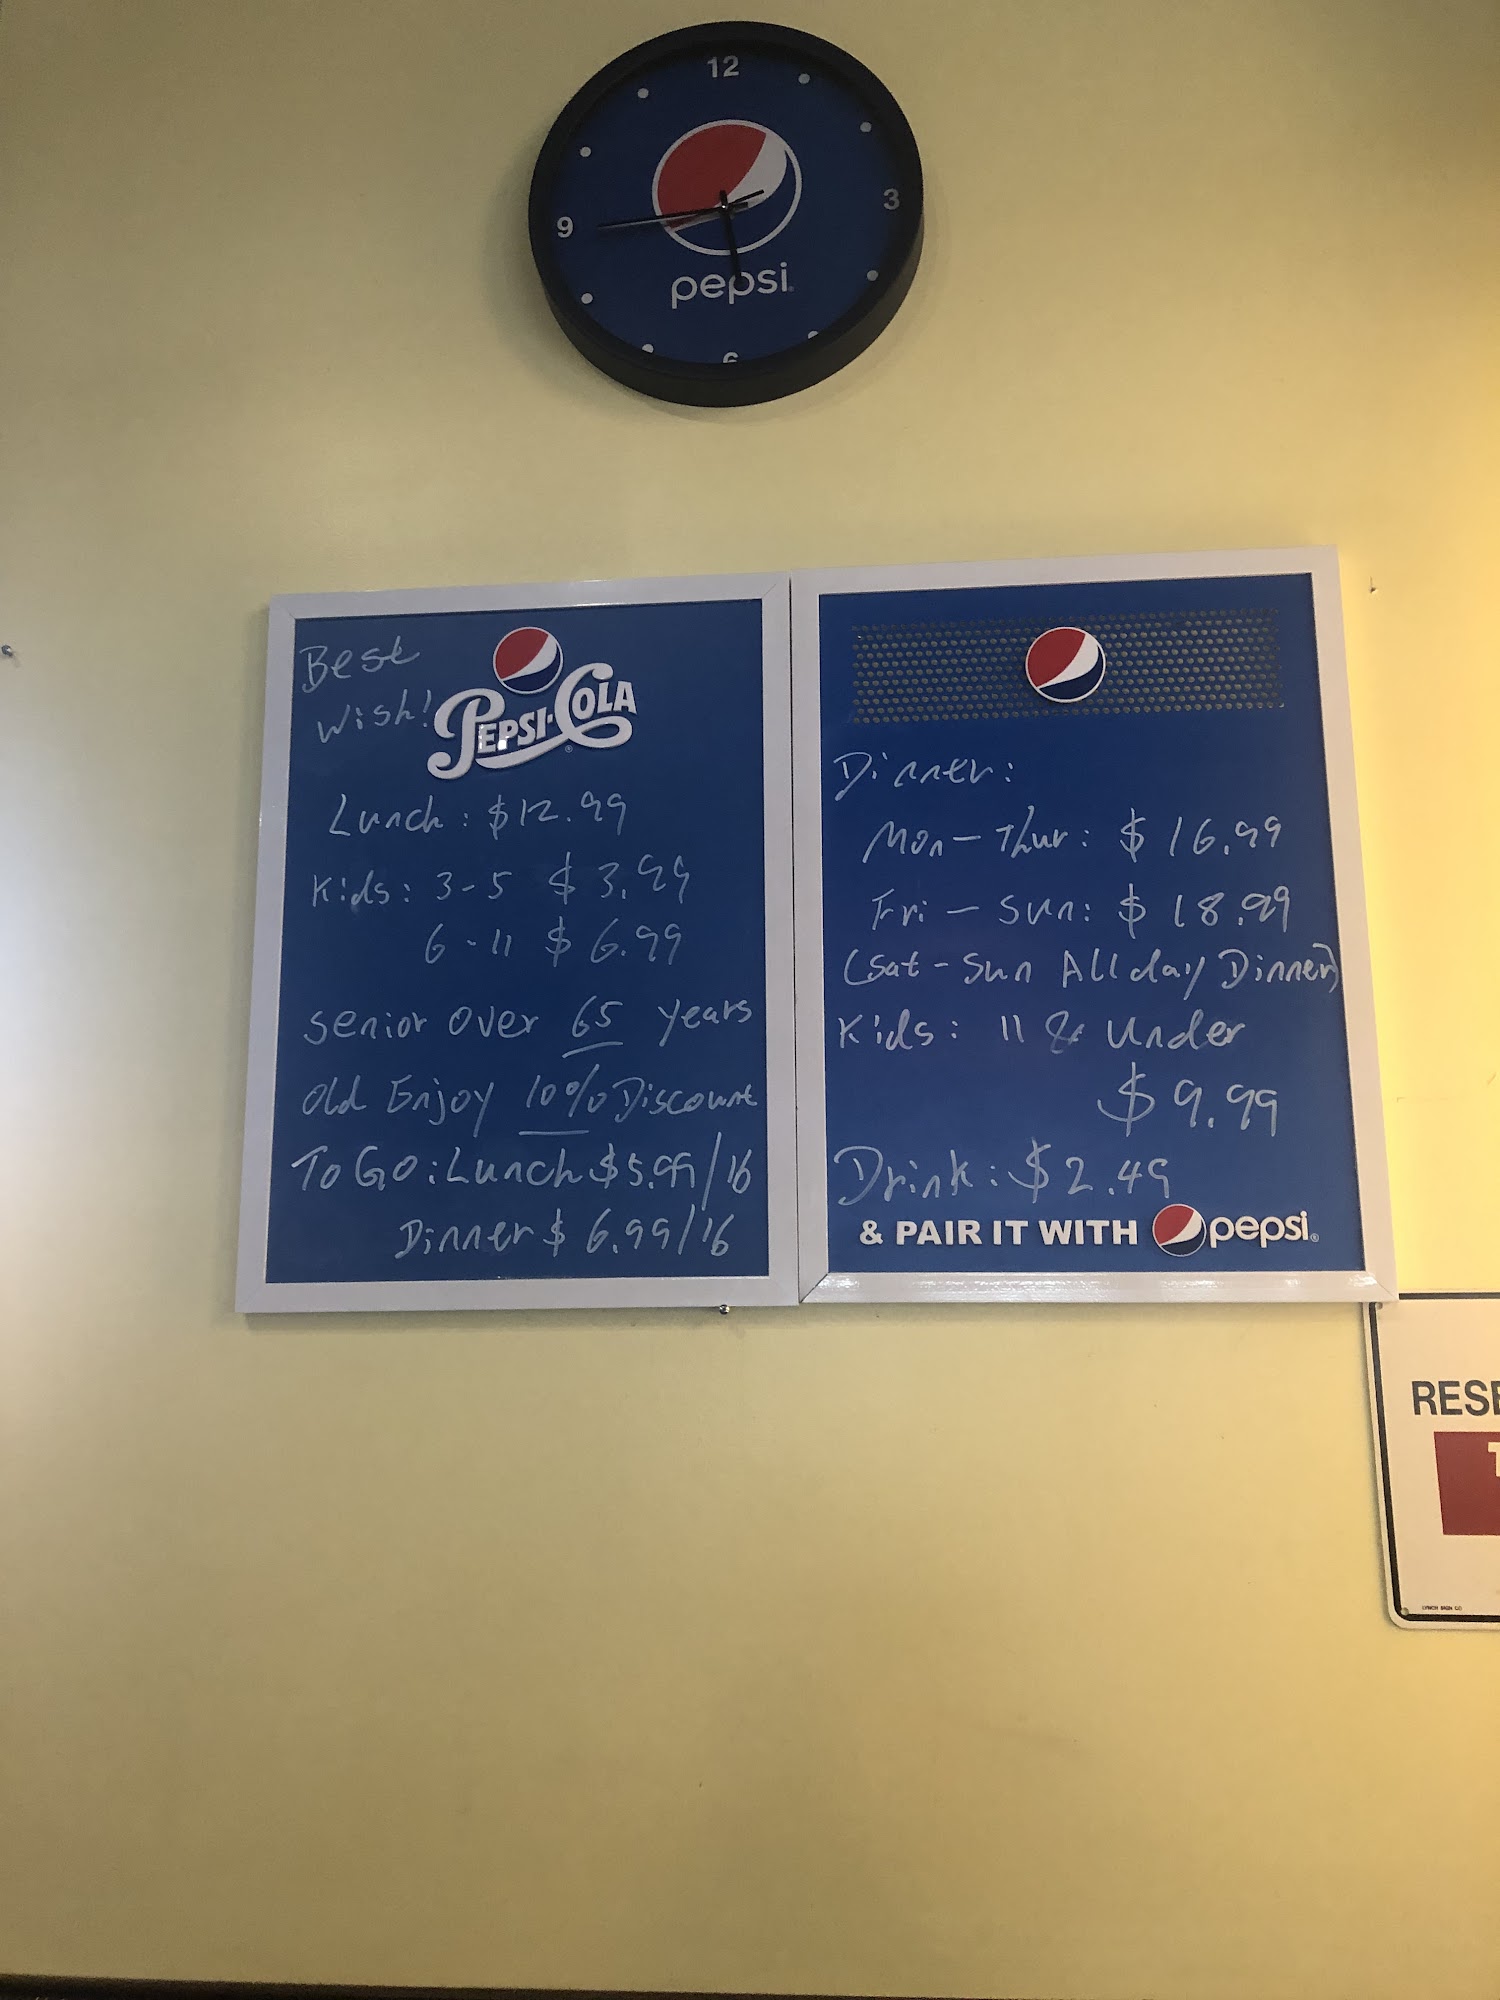 12
9
3
pepsi
6
Best
Wish!
PEPSI-COLA
Lunch: $12.99
Kids: 3-5 $3.99
6-11 $6.99
senior over 65 years
old Enjoy 10% Discount
To Go: Lunch $5.99/lb
Dinner $6.99/lb
Dinner:
Mon-Thur: $16.99
Fri-Sun: $18.99
(Sat-Sun All day Dinner)
Kids: 11 & Under
$9.99
Drink: $2.49
& PAIR IT WITH pepsi
RESE
LYNCH SIGN CO